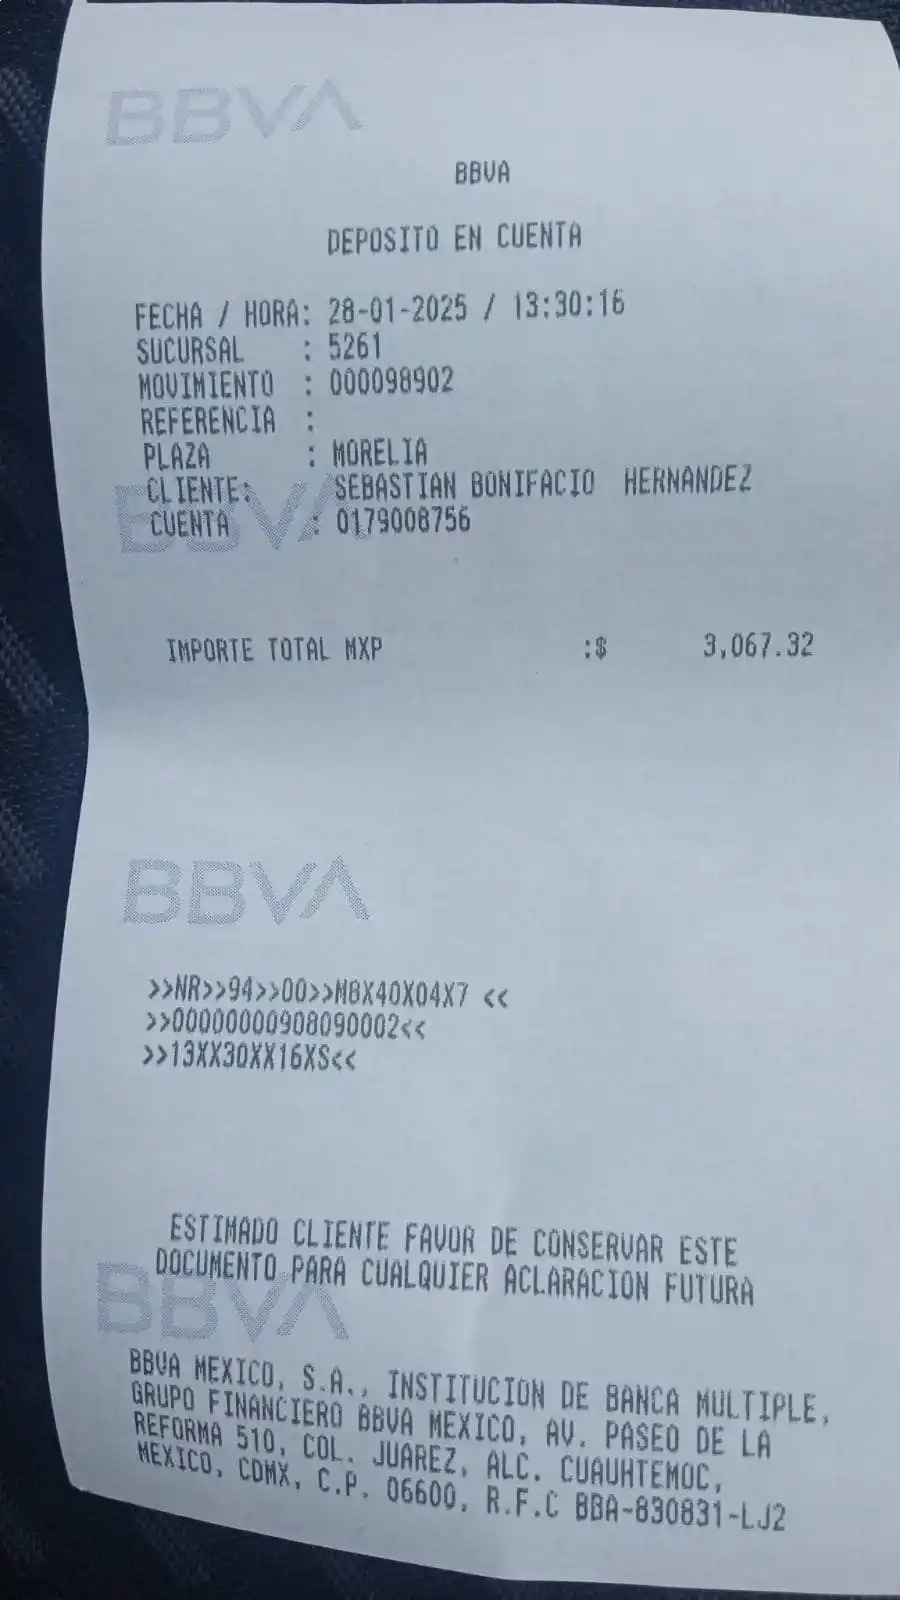 BBVA
BBVA
DEPOSITO EN CUENTA
FECHA / HORA: 28-01-2025 / 13:30:16
SUCURSAL : 5261
MOVIMIENTO : 000098902
REFERENCIA :
PLAZA : MORELIA
CLIENTE: SEBASTIAN BONIFACIO HERNANDEZ
BBVA
CUENTA : 0179008756
IMPORTE TOTAL MXP :$ 3,067.32
BBVA
>>NR>>94>>00>>M8X40X04X7 <<
>>00000000908090002<<
>>13XX30XX16XS<<
ESTIMADO CLIENTE FAVOR DE CONSERVAR ESTE
DOCUMENTO PARA CUALQUIER ACLARACION FUTURA
BBVA
BBVA MEXICO, S.A., INSTITUCION DE BANCA MULTIPLE,
GRUPO FINANCIERO BBVA MEXICO, AV. PASEO DE LA
REFORMA 510, COL. JUAREZ, ALC. CUAUHTEMOC,
MEXICO, CDMX, C.P. 06600, R.F.C BBA-830831-LJ2